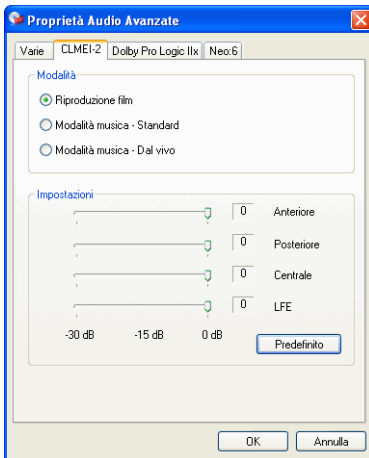 Proprietà Audio Avanzate
Varie CLMEI-2 Dolby Pro Logic IIx Neo:6
Modalità
Riproduzione film
Modalità musica - Standard
Modalità musica - Dal vivo
Impostazioni
0 Anteriore
0 Posteriore
0 Centrale
0 LFE
-30 dB -15 dB 0 dB
Predefinito
OK Annulla